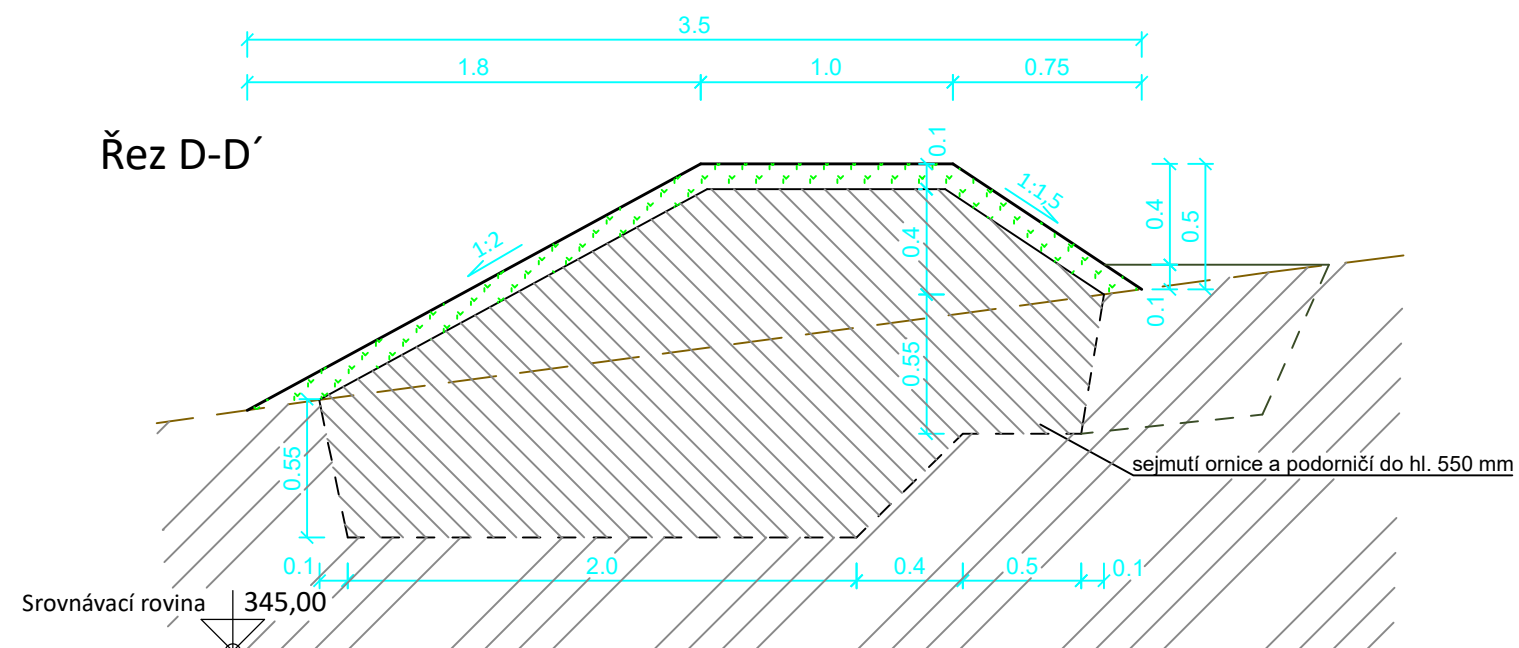 3.5
1.8 1.0 0.75
Řez D-D´
0.1
1:2
1:1,5
0.4
0.5
0.4
0.1
0.55
0.55
sejmutí ornice a podorničí do hl. 550 mm
0.1 2.0 0.4 0.5 0.1
Srovnávací rovina 345,00